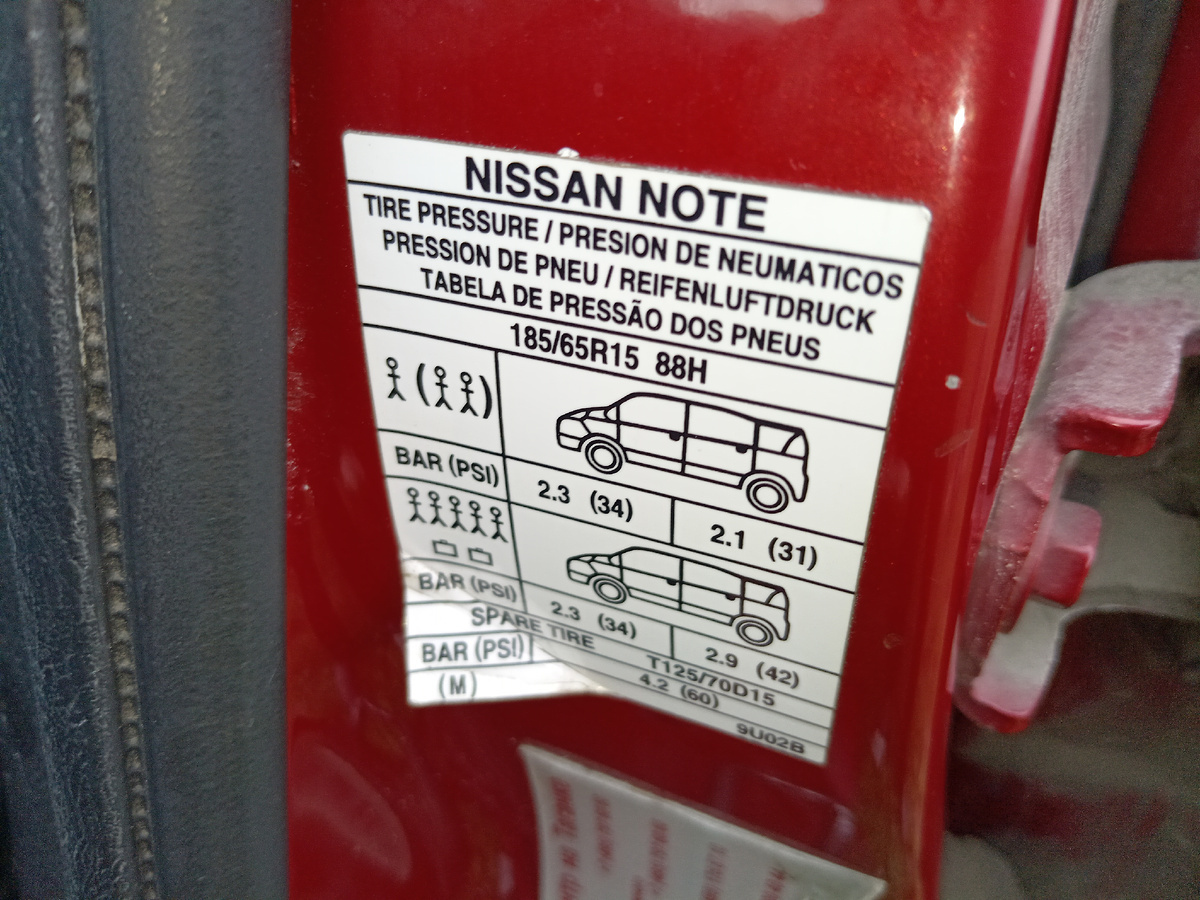 NISSAN NOTE
TIRE PRESSURE / PRESION DE NEUMATICOS
PRESSION DE PNEU / REIFENLUFTDRUCK
TABELA DE PRESSÃO DOS PNEUS
185/65R15 88H
( )
BAR (PSI) 2.3 (34) 2.1 (31)
BAR (PSI) 2.3 (34) 2.9 (42)
SPARE TIRE T125/70D15
BAR (PSI) 4.2 (60)
(M) 9U02B